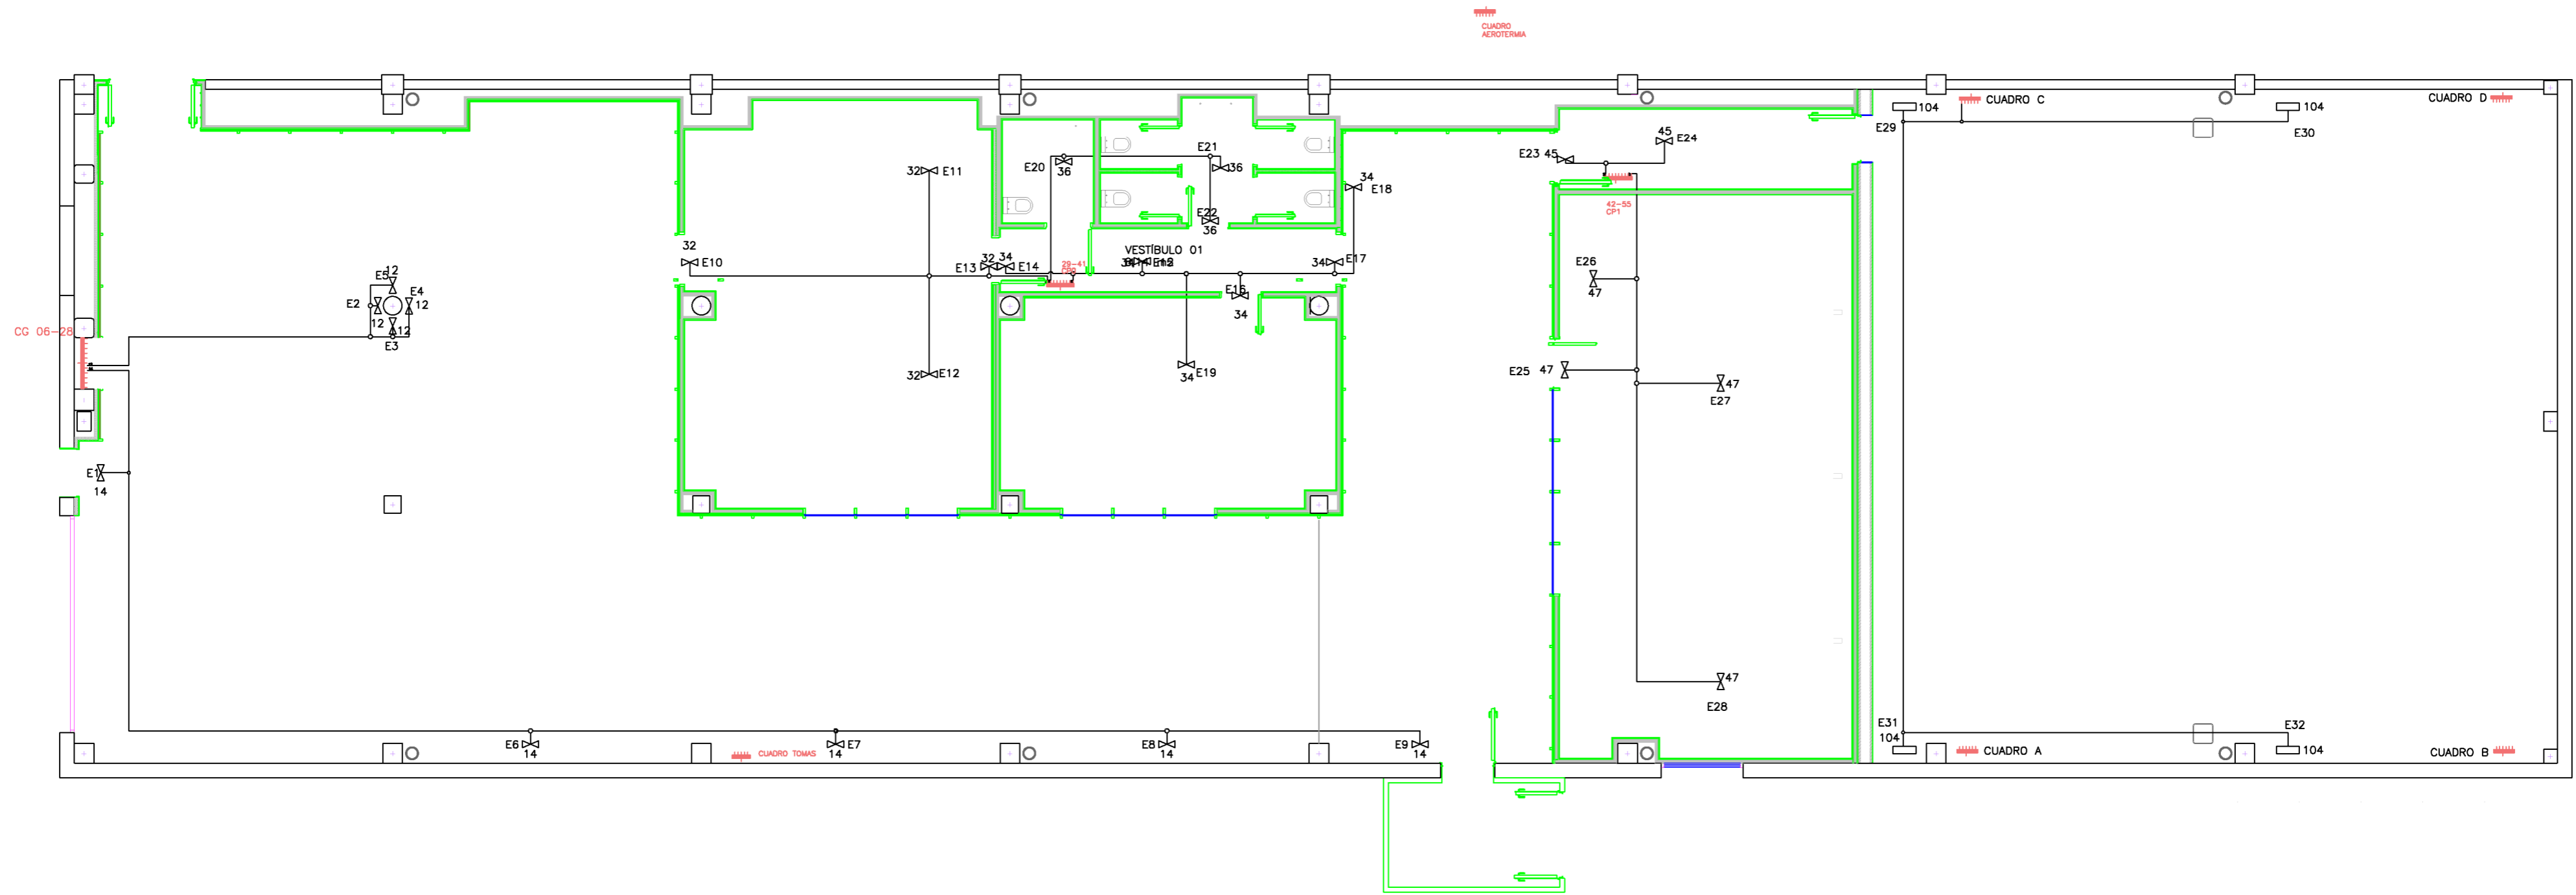 CUADRO
AEROTERMIA
104
CUADRO C
104
CUADRO D
E29
E30
45
E24
E23 45
E21
E20
36
36
32 E11
34
E18
42-55
CP1
E22
36
VESTÍBULO 01
32
E10
E13
32
34
E14
34
E17
29-41
E26
47
E5
12
E2
12
E4
12
12
E3
CG 06-28
E16
34
32 E12
34
E19
E25 47
47
E27
E1
14
47
E28
E6
14
E7
14
E8
14
E9
14
CUADRO TOMAS
E31
104
CUADRO A
E32
104
CUADRO B